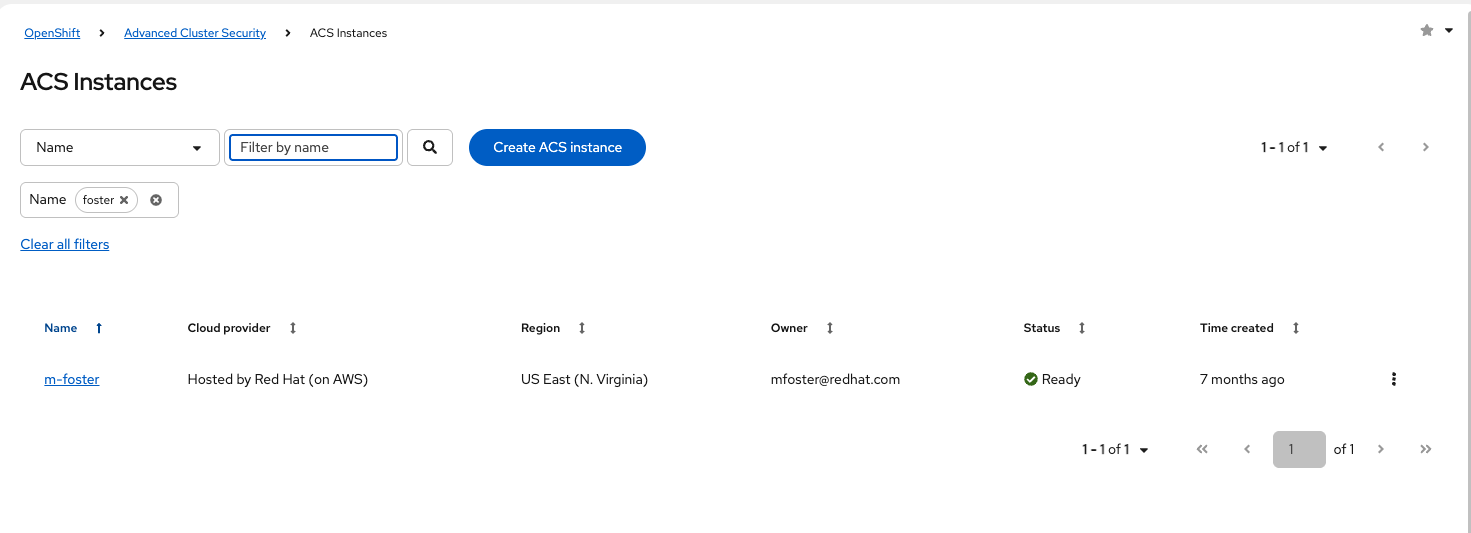 OpenShift Advanced Cluster Security ACS Instances
ACS Instances
Name Filter by name Create ACS instance 1 - 1 of 1
Name foster
Clear all filters
Name Cloud provider Region Owner Status Time created
m-foster Hosted by Red Hat (on AWS) US East (N. Virginia) mfoster@redhat.com Ready 7 months ago
1 - 1 of 1 1 of 1